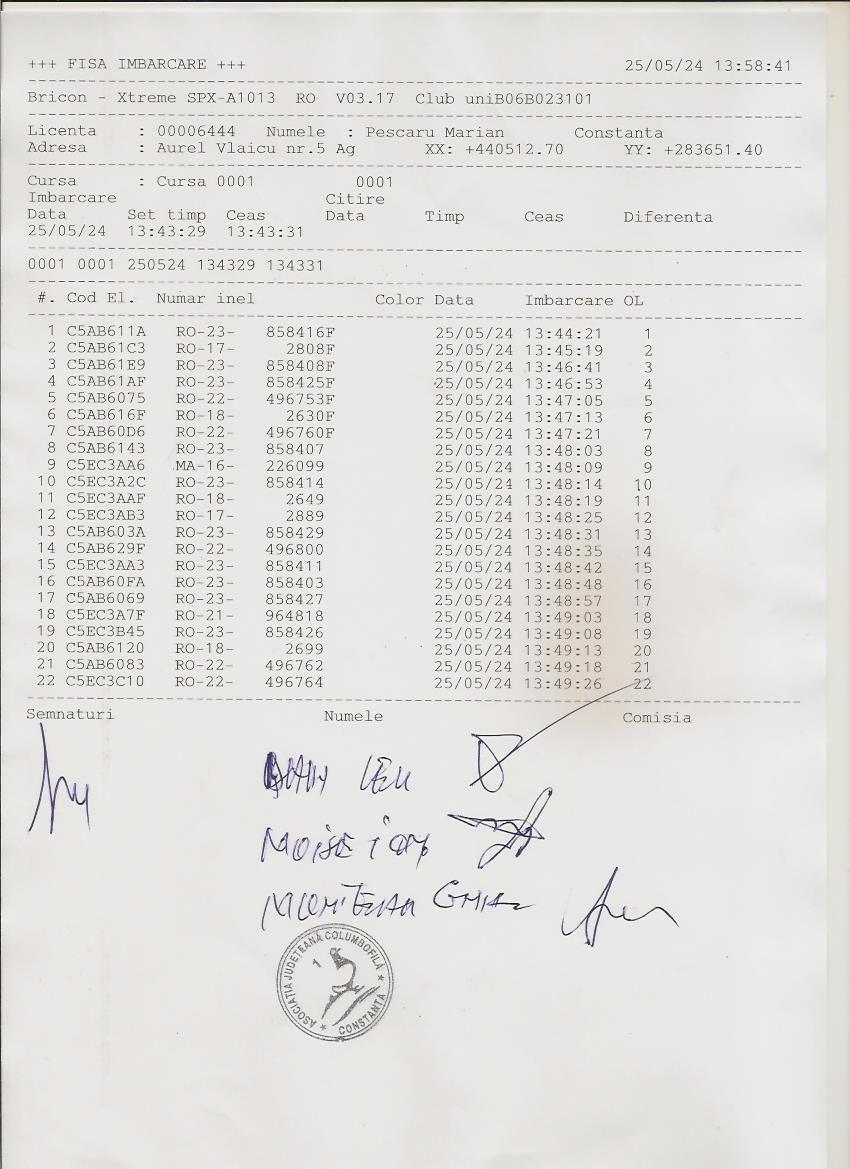 +++ FISA IMBARCARE +++ 25/05/24 13:58:41
Bricon - Xtreme SPX-A1013 RO V03.17 Club uniB06B023101
Licenta : 00006444 Numele : Pescaru Marian Constanta
Adresa : Aurel Vlaicu nr.5 Ag XX: +440512.70 YY: +283651.40
Cursa : Cursa 0001 0001
Imbarcare Citire
Data Set timp Ceas Data Timp Ceas Diferenta
25/05/24 13:43:29 13:43:31
0001 0001 250524 134329 134331
#. Cod El. Numar inel Color Data Imbarcare OL
1 C5AB611A RO-23- 858416F 25/05/24 13:44:21 1
2 C5AB61C3 RO-17- 2808F 25/05/24 13:45:19 2
3 C5AB61E9 RO-23- 858408F 25/05/24 13:46:41 3
4 C5AB61AF RO-23- 858425F 25/05/24 13:46:53 4
5 C5AB6075 RO-22- 496753F 25/05/24 13:47:05 5
6 C5AB616F RO-18- 2630F 25/05/24 13:47:13 6
7 C5AB60D6 RO-22- 496760F 25/05/24 13:47:21 7
8 C5AB6143 RO-23- 858407 25/05/24 13:48:03 8
9 C5EC3AA6 MA-16- 226099 25/05/24 13:48:09 9
10 C5EC3A2C RO-23- 858414 25/05/24 13:48:14 10
11 C5EC3AAF RO-18- 2649 25/05/24 13:48:19 11
12 C5EC3AB3 RO-17- 2889 25/05/24 13:48:25 12
13 C5AB603A RO-23- 858429 25/05/24 13:48:31 13
14 C5AB629F RO-22- 496800 25/05/24 13:48:35 14
15 C5EC3AA3 RO-23- 858411 25/05/24 13:48:42 15
16 C5AB60FA RO-23- 858403 25/05/24 13:48:48 16
17 C5AB6069 RO-23- 858427 25/05/24 13:48:57 17
18 C5EC3A7F RO-21- 964818 25/05/24 13:49:03 18
19 C5EC3B45 RO-23- 858426 25/05/24 13:49:08 19
20 C5AB6120 RO-18- 2699 25/05/24 13:49:13 20
21 C5AB6083 RO-22- 496762 25/05/24 13:49:18 21
22 C5EC3C10 RO-22- 496764 25/05/24 13:49:26 22
Semnaturi Numele Comisia
MOISE
ASOCIATIA JUDETEANĂ COLUMBOFILĂ
1
* CONSTANTA *